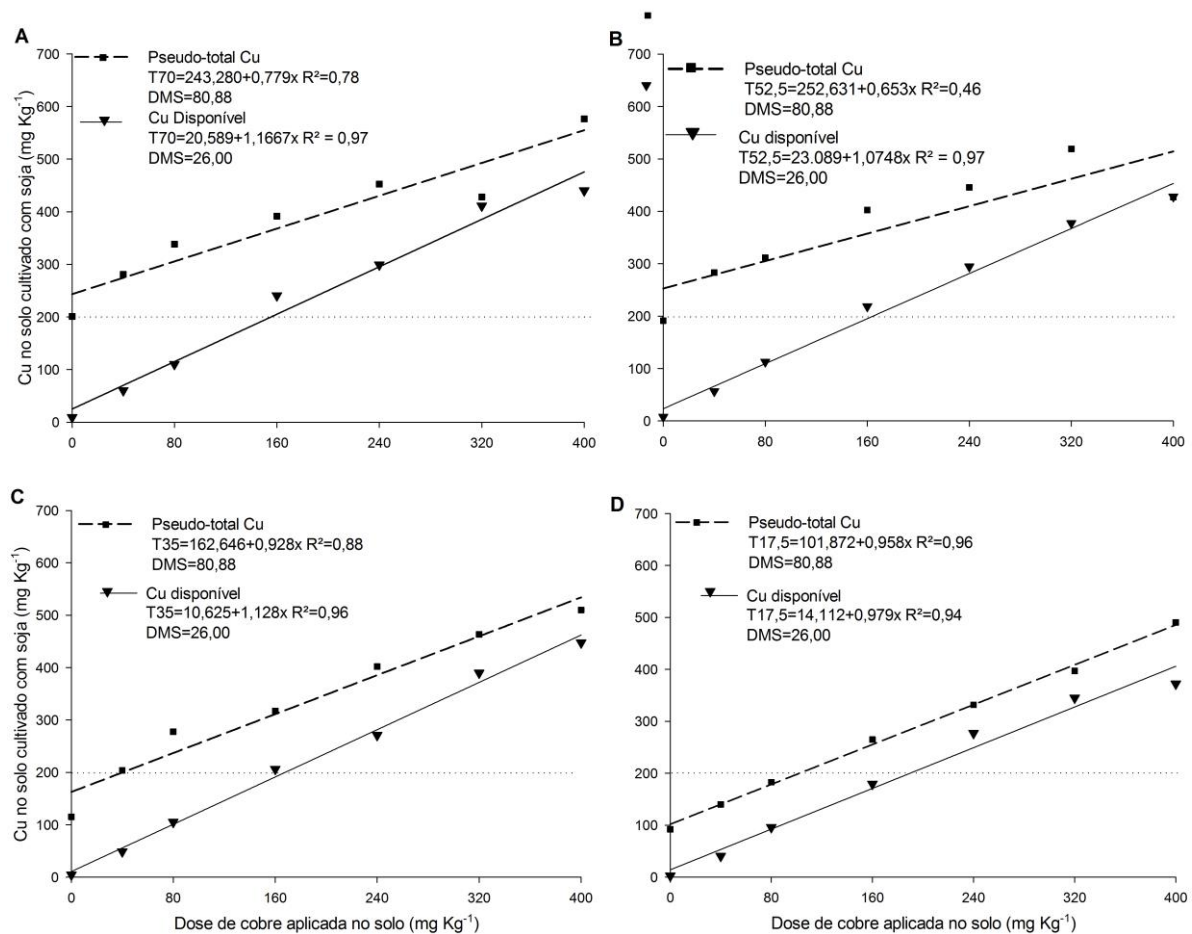 A
Pseudo-total Cu
T70=243,280+0,779x R²=0,78
DMS=80,88
Cu Disponível
T70=20,589+1,1667x R² = 0,97
DMS=26,00
700
600
500
400
300
200
100
0
0 80 160 240 320 400
Cu no solo cultivado com soja (mg Kg⁻¹)
B
Pseudo-total Cu
T52,5=252,631+0,653x R²=0,46
DMS=80,88
Cu disponível
T52,5=23.089+1,0748x R² = 0,97
DMS=26,00
700
600
500
400
300
200
100
0
0 80 160 240 320 400
C
Pseudo-total Cu
T35=162,646+0,928x R²=0,88
DMS=80,88
Cu disponível
T35=10,625+1,128x R²=0,96
DMS=26,00
700
600
500
400
300
200
100
0
0 80 160 240 320 400
Cu no solo cultivado com soja (mg Kg⁻¹)
Dose de cobre aplicada no solo (mg Kg⁻¹)
D
Pseudo-total Cu
T17,5=101,872+0,958x R²=0,96
DMS=80,88
Cu disponível
T17,5=14,112+0,979x R²=0,94
DMS=26,00
700
600
500
400
300
200
100
0
0 80 160 240 320 400
Dose de cobre aplicada no solo (mg Kg⁻¹)